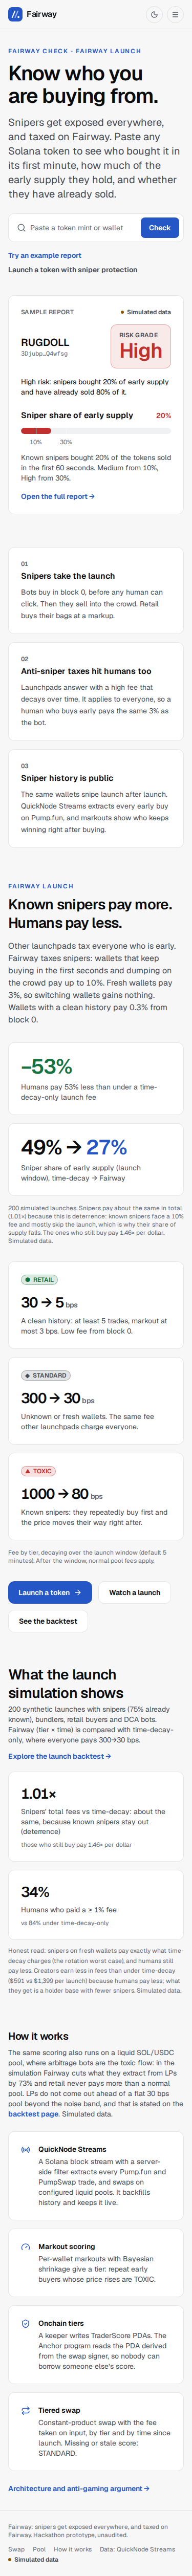 Fairway
FAIRWAY CHECK · FAIRWAY LAUNCH
Know who you
are buying from.
Snipers get exposed everywhere,
and taxed on Fairway. Paste any
Solana token to see who bought it in
its first minute, how much of the
early supply they hold, and whether
they have already sold.
Paste a token mint or wallet
Check
Try an example report
Launch a token with sniper protection
SAMPLE REPORT
Simulated data
RUGDOLL
3Djubp…Q4wfsg
RISK GRADE
High
High risk: snipers bought 20% of early supply
and have already sold 80% of it.
Sniper share of early supply
20%
10%
30%
Known snipers bought 20% of the tokens sold
in the first 60 seconds. Medium from 10%,
High from 30%.
Open the full report →
01
Snipers take the launch
Bots buy in block 0, before any human can
click. Then they sell into the crowd. Retail
buys their bags at a markup.
02
Anti-sniper taxes hit humans too
Launchpads answer with a high fee that
decays over time. It applies to everyone, so a
human who buys early pays the same 3% as
the bot.
03
Sniper history is public
The same wallets snipe launch after launch.
QuickNode Streams extracts every early buy
on Pump.fun, and markouts show who keeps
winning right after buying.
FAIRWAY LAUNCH
Known snipers pay more.
Humans pay less.
Other launchpads tax everyone who is early.
Fairway taxes snipers: wallets that keep
buying in the first seconds and dumping on
the crowd pay up to 10%. Fresh wallets pay
3%, so switching wallets gains nothing.
Wallets with a clean history pay 0.3% from
block 0.
−53%
Humans pay 53% less than under a time-
decay-only launch fee
49% → 27%
Sniper share of early supply (launch
window), time-decay → Fairway
200 simulated launches. Snipers pay about the same in total
(1.01×) because this is deterrence: known snipers face a 10%
fee and mostly skip the launch, which is why their share of
supply falls. The ones who still buy pay 1.46× per dollar.
Simulated data.
RETAIL
30 → 5 bps
A clean history: at least 5 trades, markout at
most 3 bps. Low fee from block 0.
STANDARD
300 → 30 bps
Unknown or fresh wallets. The same fee
other launchpads charge everyone.
TOXIC
1000 → 80 bps
Known snipers: they repeatedly buy first and
the price moves their way right after.
Fee by tier, decaying over the launch window (default 5
minutes). After the window, normal pool fees apply.
Launch a token →
Watch a launch
See the backtest
What the launch
simulation shows
200 synthetic launches with snipers (75% already
known), bundlers, retail buyers and DCA bots.
Fairway (tier × time) is compared with time-decay-
only, where everyone pays 300→30 bps.
Explore the launch backtest →
1.01×
Snipers' total fees vs time-decay: about the
same, because known snipers stay out
(deterrence)
those who still buy pay 1.46× per dollar
34%
Humans who paid a ≥ 1% fee
vs 84% under time-decay-only
Honest read: snipers on fresh wallets pay exactly what time-
decay charges (the rotation worst case), and humans still
pay less. Creators earn less in fees than under time-decay
($591 vs $1,399 per launch) because humans pay less; what
they get is a holder base with fewer snipers. Simulated data.
How it works
The same scoring also runs on a liquid SOL/USDC
pool, where arbitrage bots are the toxic flow: in the
simulation Fairway cuts what they extract from LPs
by 73% and retail never pays more than a normal
pool. LPs do not come out ahead of a flat 30 bps
pool beyond the noise band, and that is stated on the
backtest page. Simulated data.
QuickNode Streams
A Solana block stream with a server-
side filter extracts every Pump.fun and
PumpSwap trade, and swaps on
configured liquid pools. It backfills
history and keeps it live.
Markout scoring
Per-wallet markouts with Bayesian
shrinkage give a tier: repeat early
buyers whose price rises are TOXIC.
Onchain tiers
A keeper writes TraderScore PDAs. The
Anchor program reads the PDA derived
from the swap signer, so nobody can
borrow someone else's score.
Tiered swap
Constant-product swap with the fee
taken on input, by tier and by time since
launch. Missing or stale score:
STANDARD.
Architecture and anti-gaming argument →
Fairway: snipers get exposed everywhere, and taxed on
Fairway. Hackathon prototype, unaudited.
Swap
Pool
How it works
Data: QuickNode Streams
Simulated data